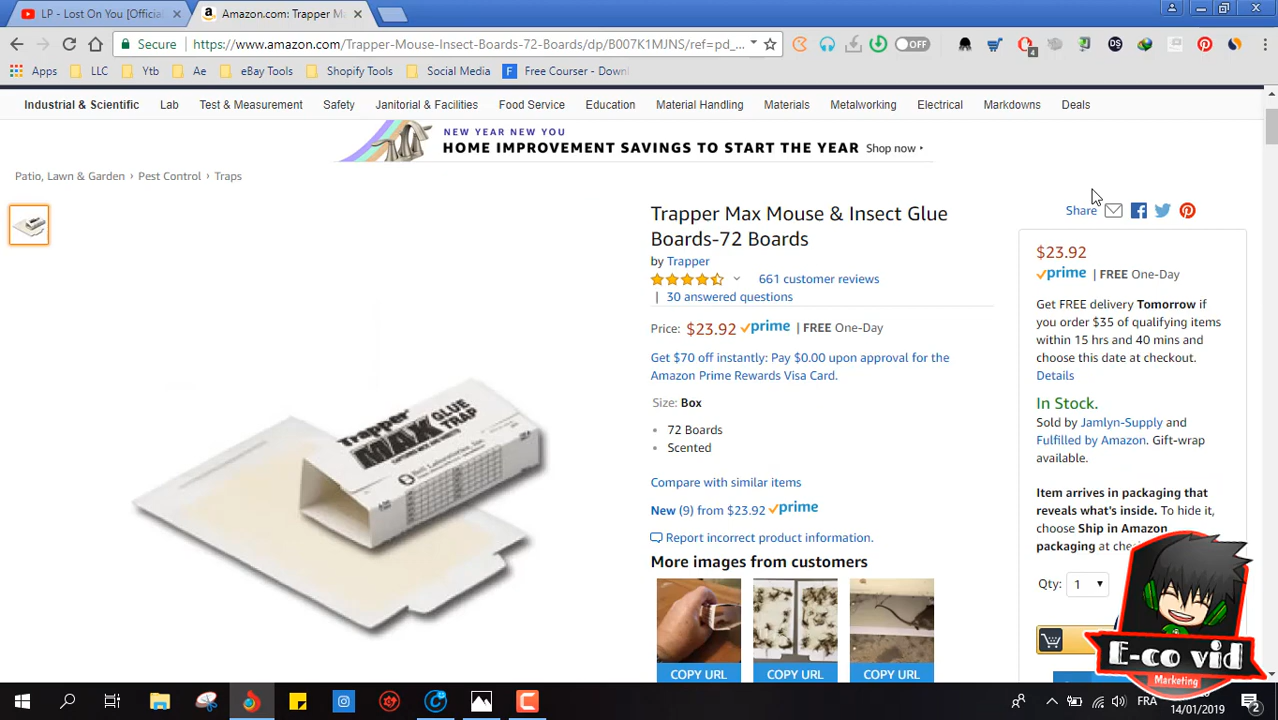 LP - Lost On You [Official
Amazon.com: Trapper M
Secure
https://www.amazon.com/Trapper-Mouse-Insect-Boards-72-Boards/dp/B007K1MJNS/ref=pd_...
OFF
4
DS
Apps
LLC
Ytb
Ae
eBay Tools
Shopify Tools
Social Media
Free Courser - Downl
Industrial & Scientific
Lab
Test & Measurement
Safety
Janitorial & Facilities
Food Service
Education
Material Handling
Materials
Metalworking
Electrical
Markdowns
Deals
NEW YEAR NEW YOU
HOME IMPROVEMENT SAVINGS TO START THE YEAR Shop now ▸
Patio, Lawn & Garden › Pest Control › Traps
Trapper Max Mouse & Insect Glue
Boards-72 Boards
by Trapper
661 customer reviews
| 30 answered questions
Price: $23.92 prime | FREE One-Day
Get $70 off instantly: Pay $0.00 upon approval for the
Amazon Prime Rewards Visa Card.
Size: Box
• 72 Boards
• Scented
Compare with similar items
New (9) from $23.92 prime
Report incorrect product information.
More images from customers
COPY URL
COPY URL
COPY URL
Trapper
MAX GLUE
TRAP
Share
$23.92
prime | FREE One-Day
Get FREE delivery Tomorrow if
you order $35 of qualifying items
within 15 hrs and 40 mins and
choose this date at checkout.
Details
In Stock.
Sold by Jamlyn-Supply and
Fulfilled by Amazon. Gift-wrap
available.
Item arrives in packaging that
reveals what's inside. To hide it,
choose Ship in Amazon
packaging at
Qty: 1
E-co vid
Marketing
FRA
14/01/2019
2